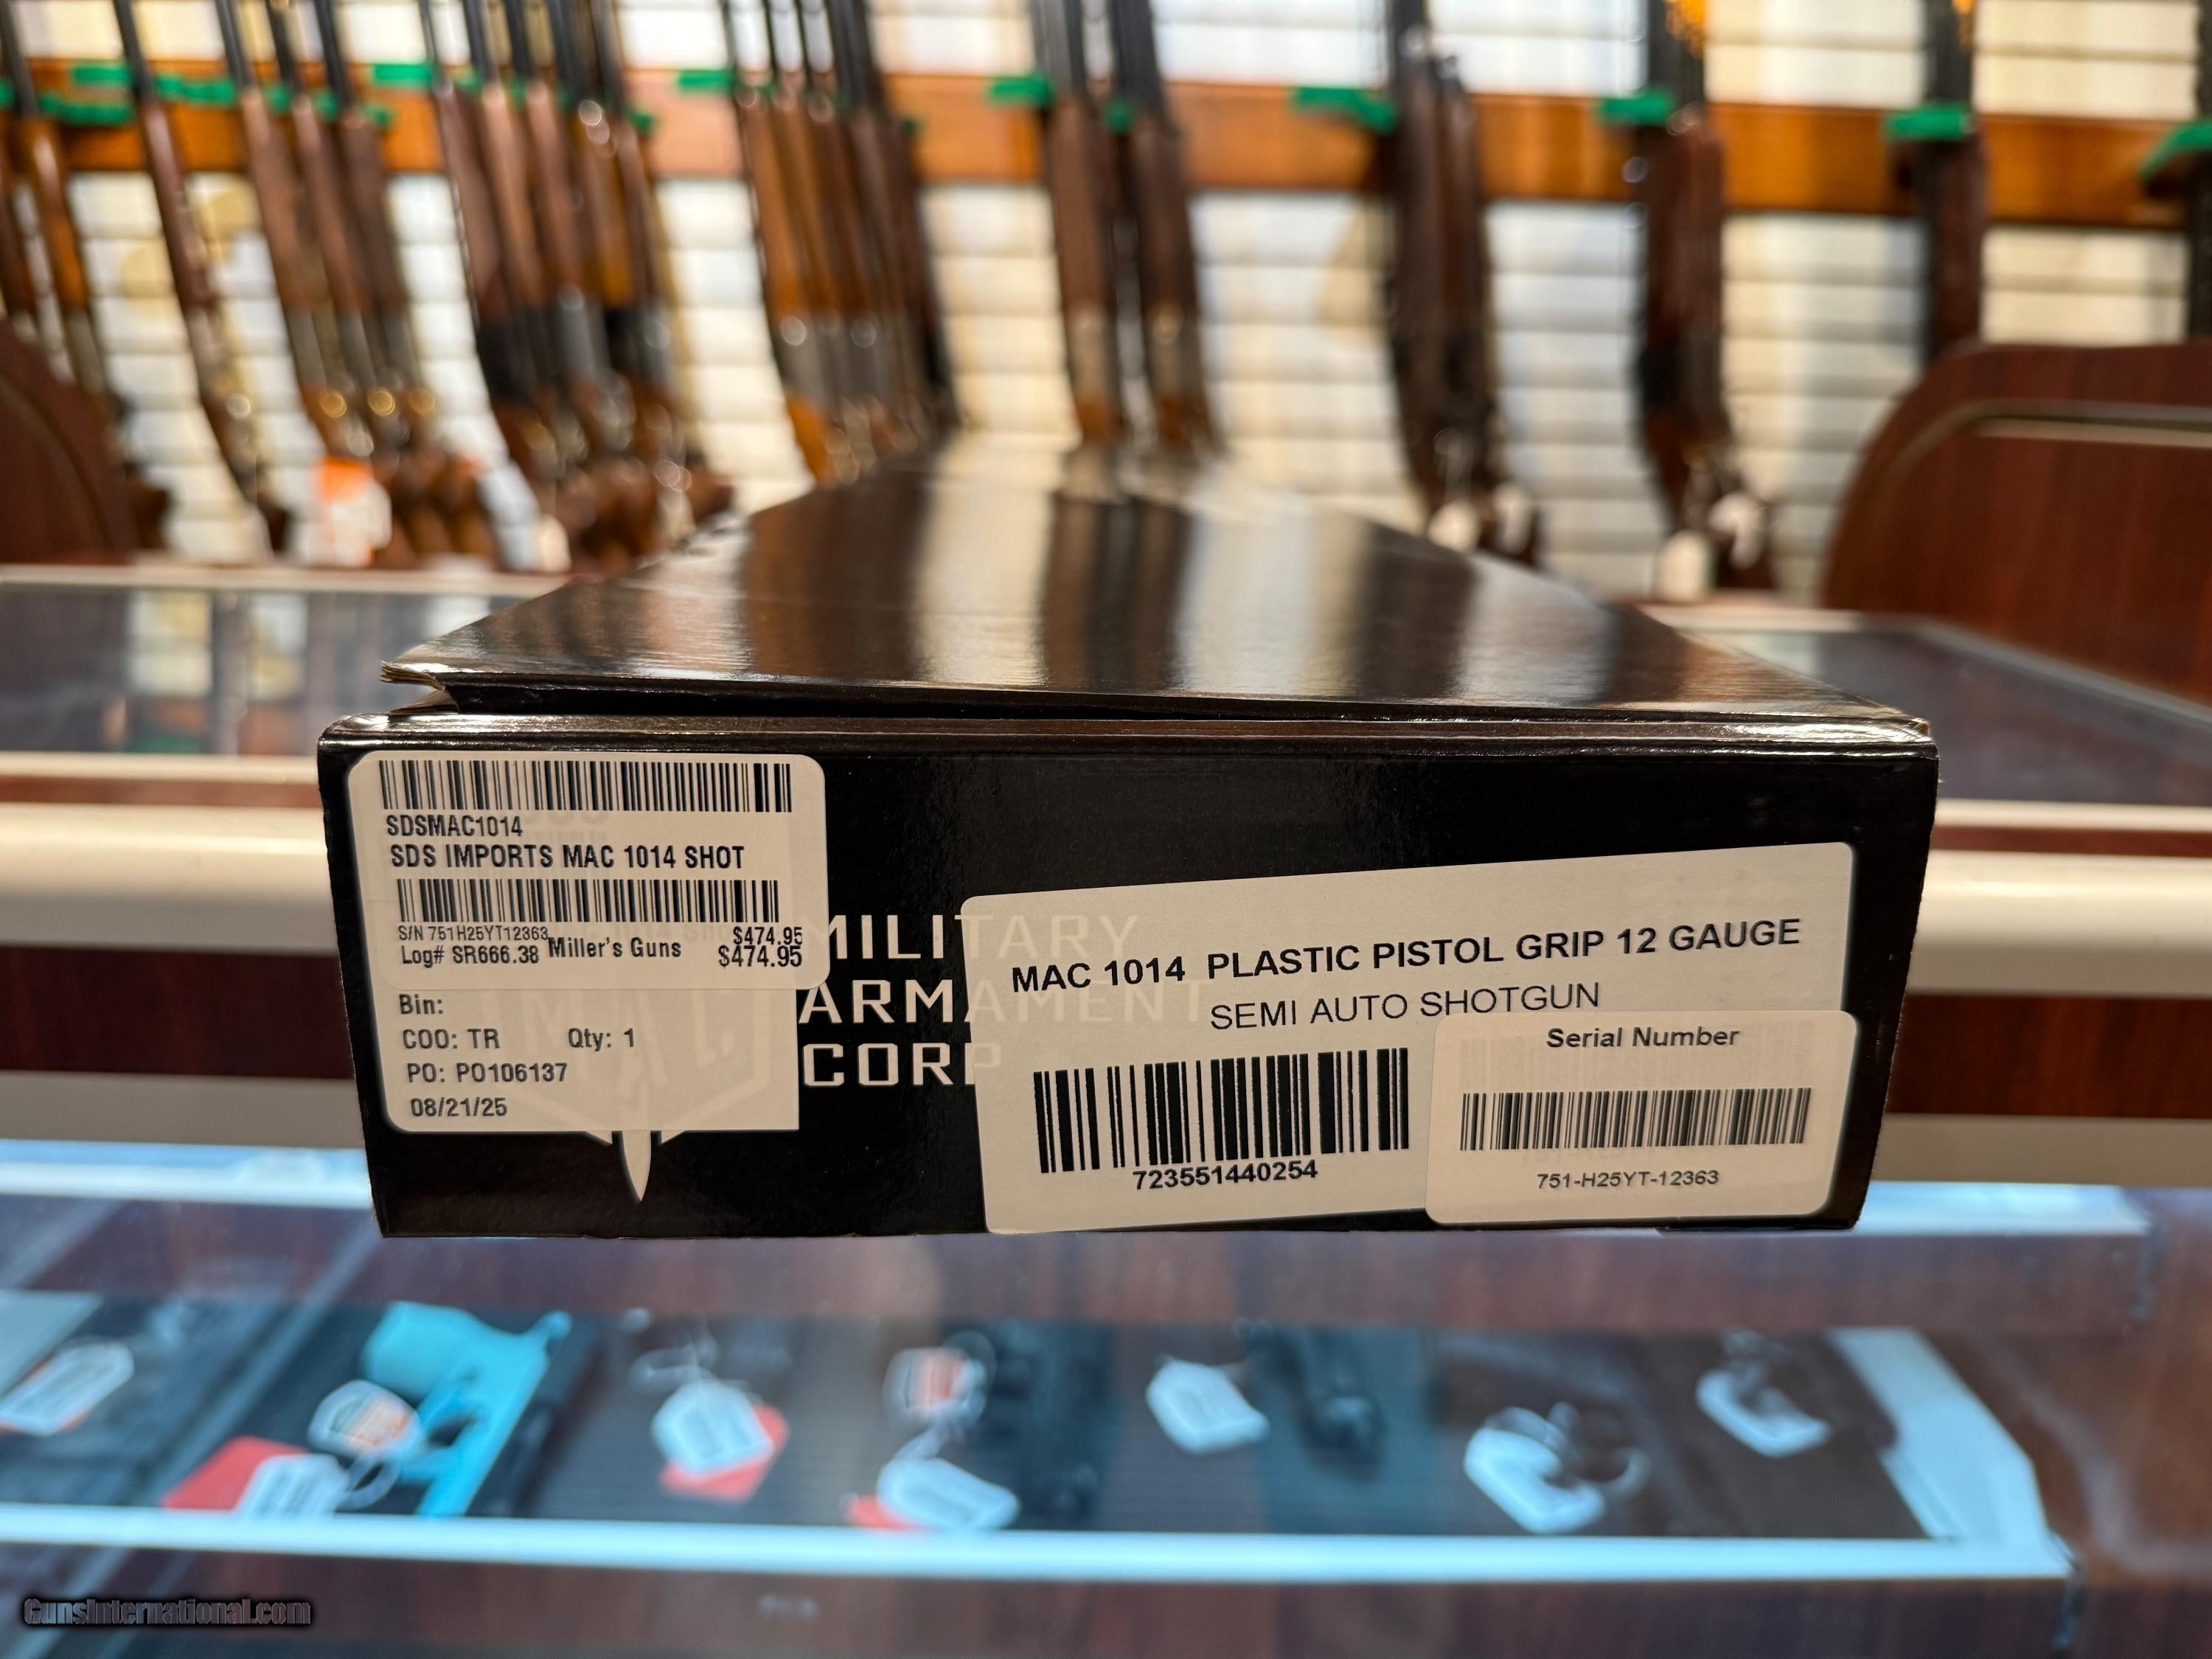 SDSMAC1014
SDS IMPORTS MAC 1014 SHOT
S/N 751H25YT12363 $474.95
Log# SR666.38 Miller's Guns $474.95
Bin:
COO: TR Qty: 1
PO: PO106137
08/21/25
MILITARY
ARMAMENT
CORP
MAC 1014 PLASTIC PISTOL GRIP 12 GAUGE
SEMI AUTO SHOTGUN
723551440254
Serial Number
751-H25YT-12363
GunsInternational.com